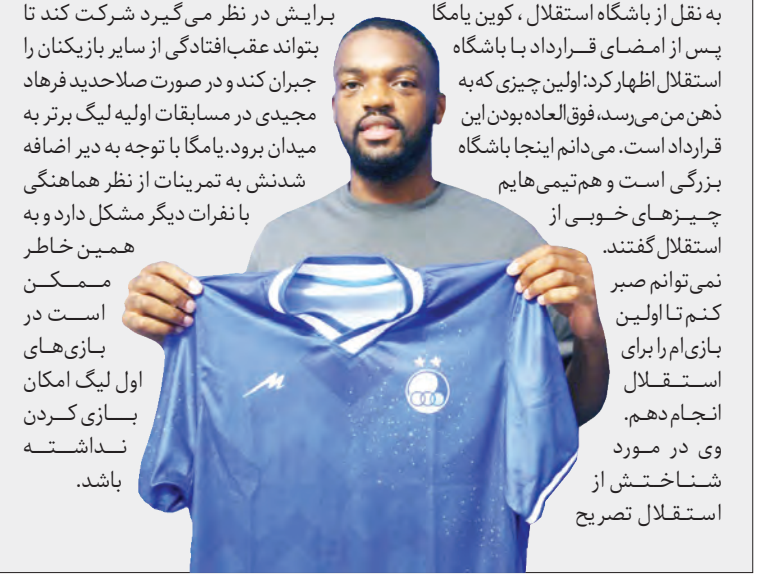 به نقل از باشگاه استقلال ، کوین یامگا
پس از امضای قرارداد با باشگاه
استقلال اظهار کرد: اولین چیزی که به
ذهن من می‌رسد، فوق‌العاده بودن این
قرارداد است. می‌دانم اینجا باشگاه
بزرگی است و هم‌تیمی‌هایم
چیزهای خوبی از
استقلال گفتند.
نمی‌توانم صبر
کنم تا اولین
بازی‌ام را برای
استقلال
انجام دهم.
وی در مورد
شناختش از
استقلال تصریح
برایش در نظر می‌گیرد شرکت کند تا
بتواند عقب‌افتادگی از سایر بازیکنان را
جبران کند و در صورت صلاحدید فرهاد
مجیدی در مسابقات اولیه لیگ برتر به
میدان برود. یامگا با توجه به دیر اضافه
شدنش به تمرینات از نظر هماهنگی
با نفرات دیگر مشکل دارد و به
همین خاطر
ممکن
است در
بازی‌های
اول لیگ امکان
بازی کردن
نداشته
باشد.